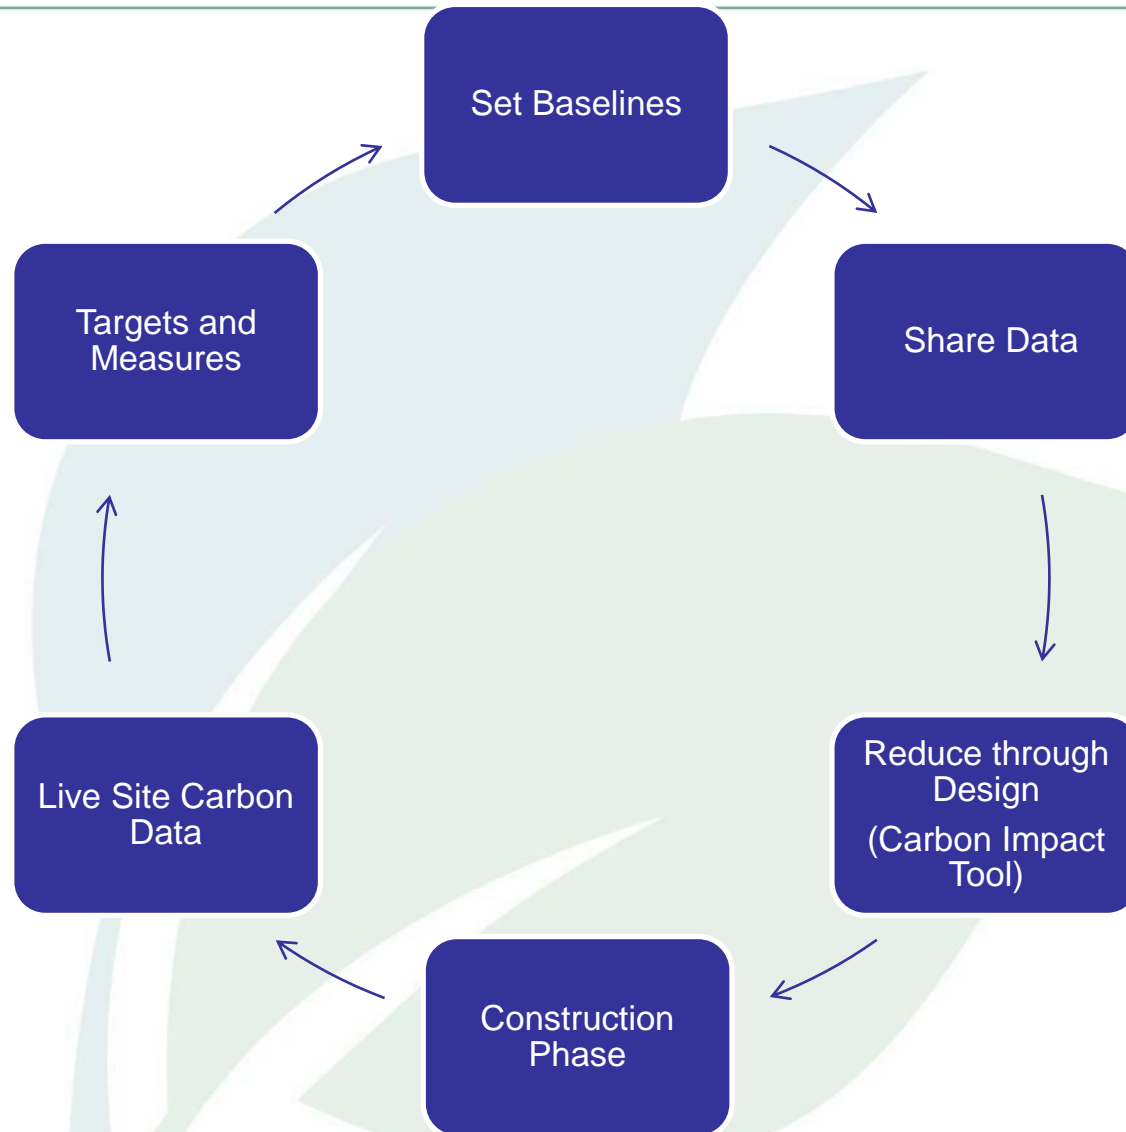 Set Baselines
Share Data
Reduce through
Design
(Carbon Impact
Tool)
Construction
Phase
Live Site Carbon
Data
Targets and
Measures